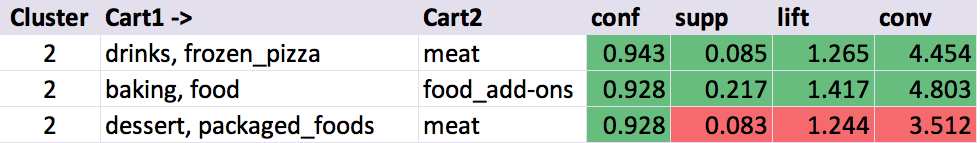 Cluster Cart1 -> Cart2 conf supp lift conv
2 drinks, frozen_pizza meat 0.943 0.085 1.265 4.454
2 baking, food food_add-ons 0.928 0.217 1.417 4.803
2 dessert, packaged_foods meat 0.928 0.083 1.244 3.512